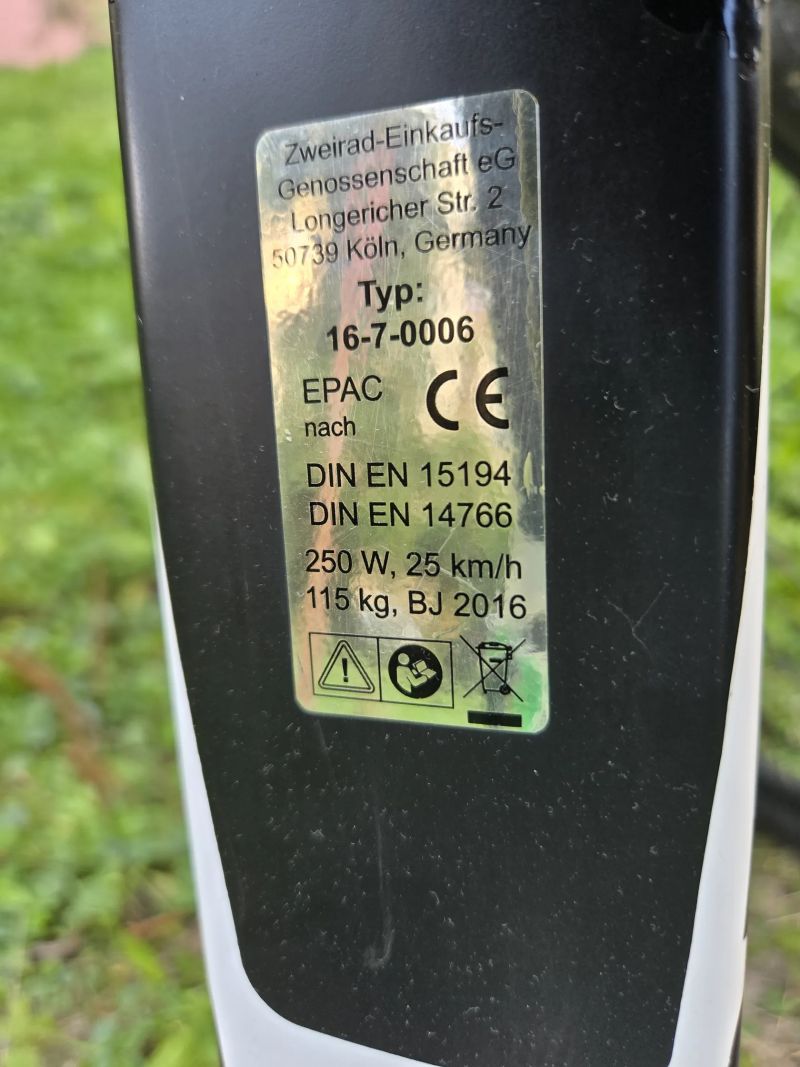 Zweirad-Einkaufs-
Genossenschaft eG
Longericher Str. 2
50739 Köln, Germany
Typ:
16-7-0006
EPAC CE
nach
DIN EN 15194
DIN EN 14766
250 W, 25 km/h
115 kg, BJ 2016